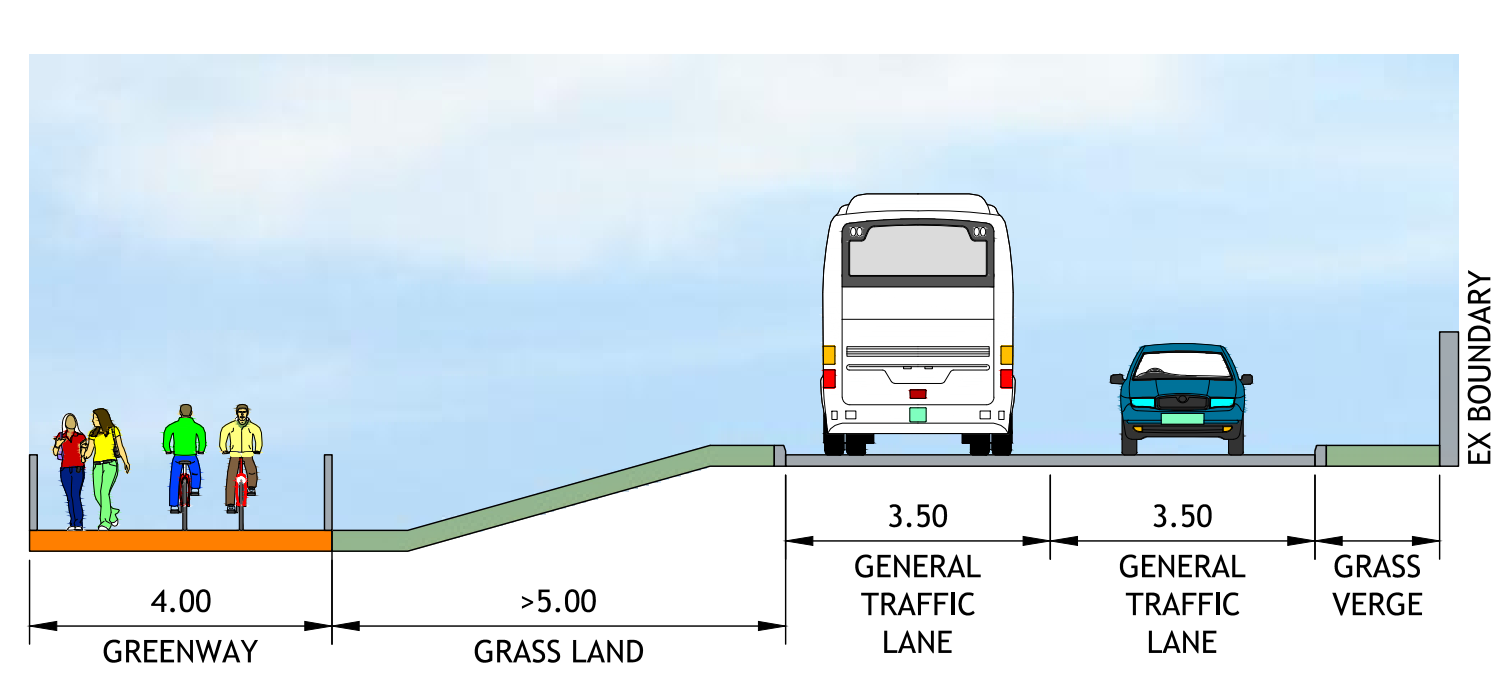 4.00
GREENWAY
>5.00
GRASS LAND
3.50
GENERAL
TRAFFIC
LANE
3.50
GENERAL
TRAFFIC
LANE
GRASS
VERGE
EX BOUNDARY